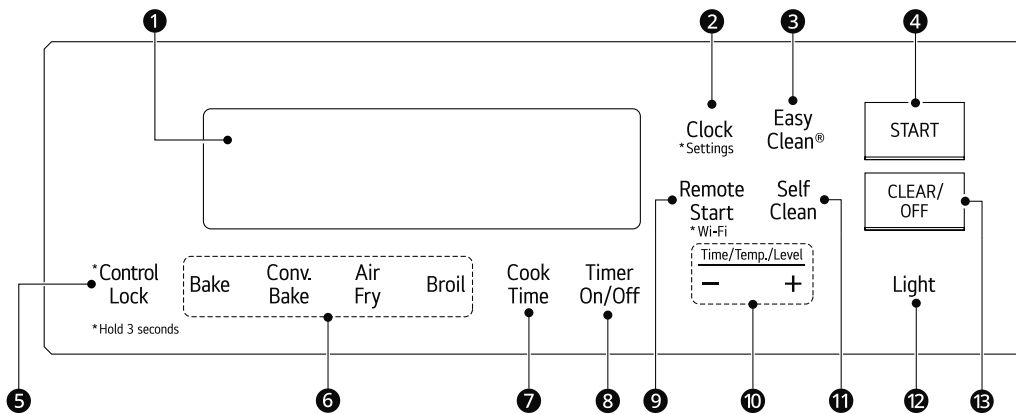 1
2
3
4
Clock
*Settings
Easy
Clean®
START
Remote
Start
*Wi-Fi
Self
Clean
CLEAR/
OFF
*Control
Lock
*Hold 3 seconds
Bake
Conv.
Bake
Air
Fry
Broil
Cook
Time
Timer
On/Off
Time/Temp./Level
− +
Light
5
6
7
8
9
10
11
12
13